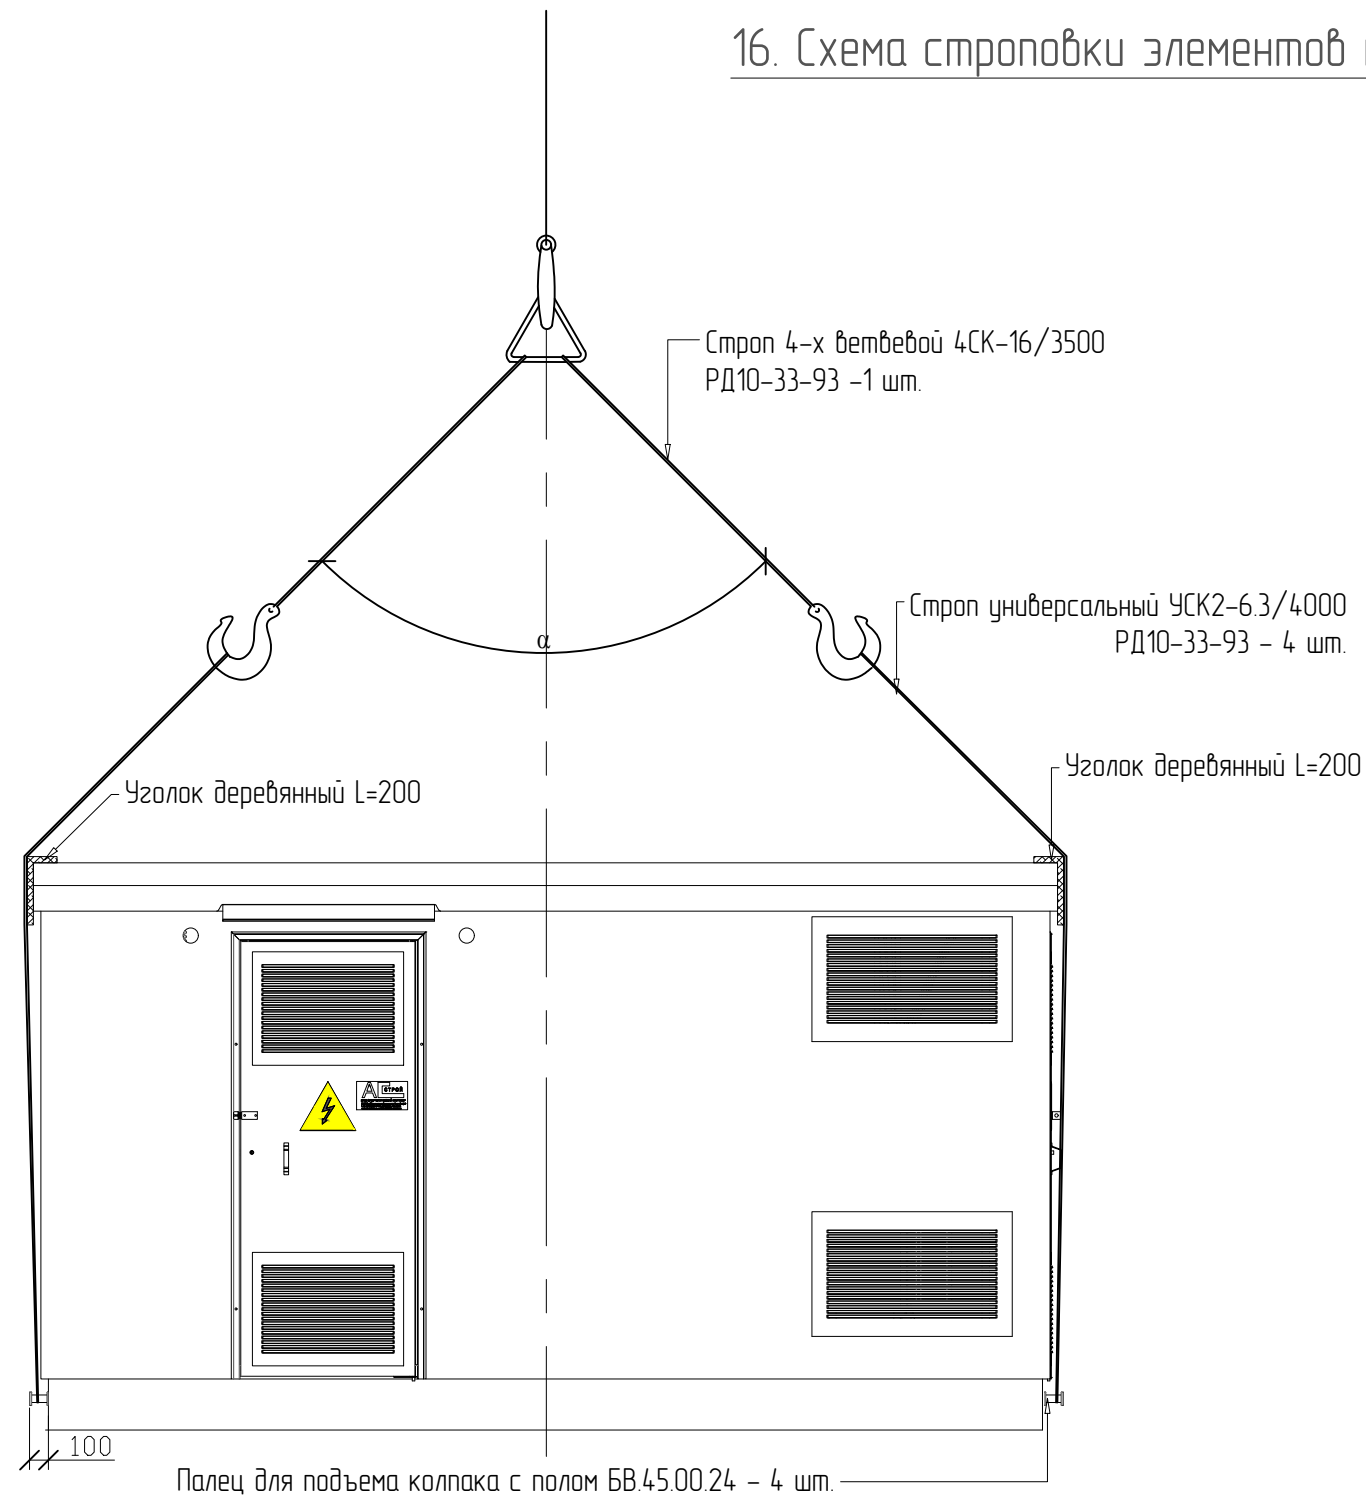 16. Схема строповки элементов
Строп 4-х ветвевой 4СК-16/3500
РД10-33-93 -1 шт.
α
Строп универсальный УСК2-6.3/4000
РД10-33-93 - 4 шт.
Уголок деревянный L=200
Уголок деревянный L=200
АЕ СТРОЙ
100
Палец для подъема колпака с полом БВ.45.00.24 - 4 шт.